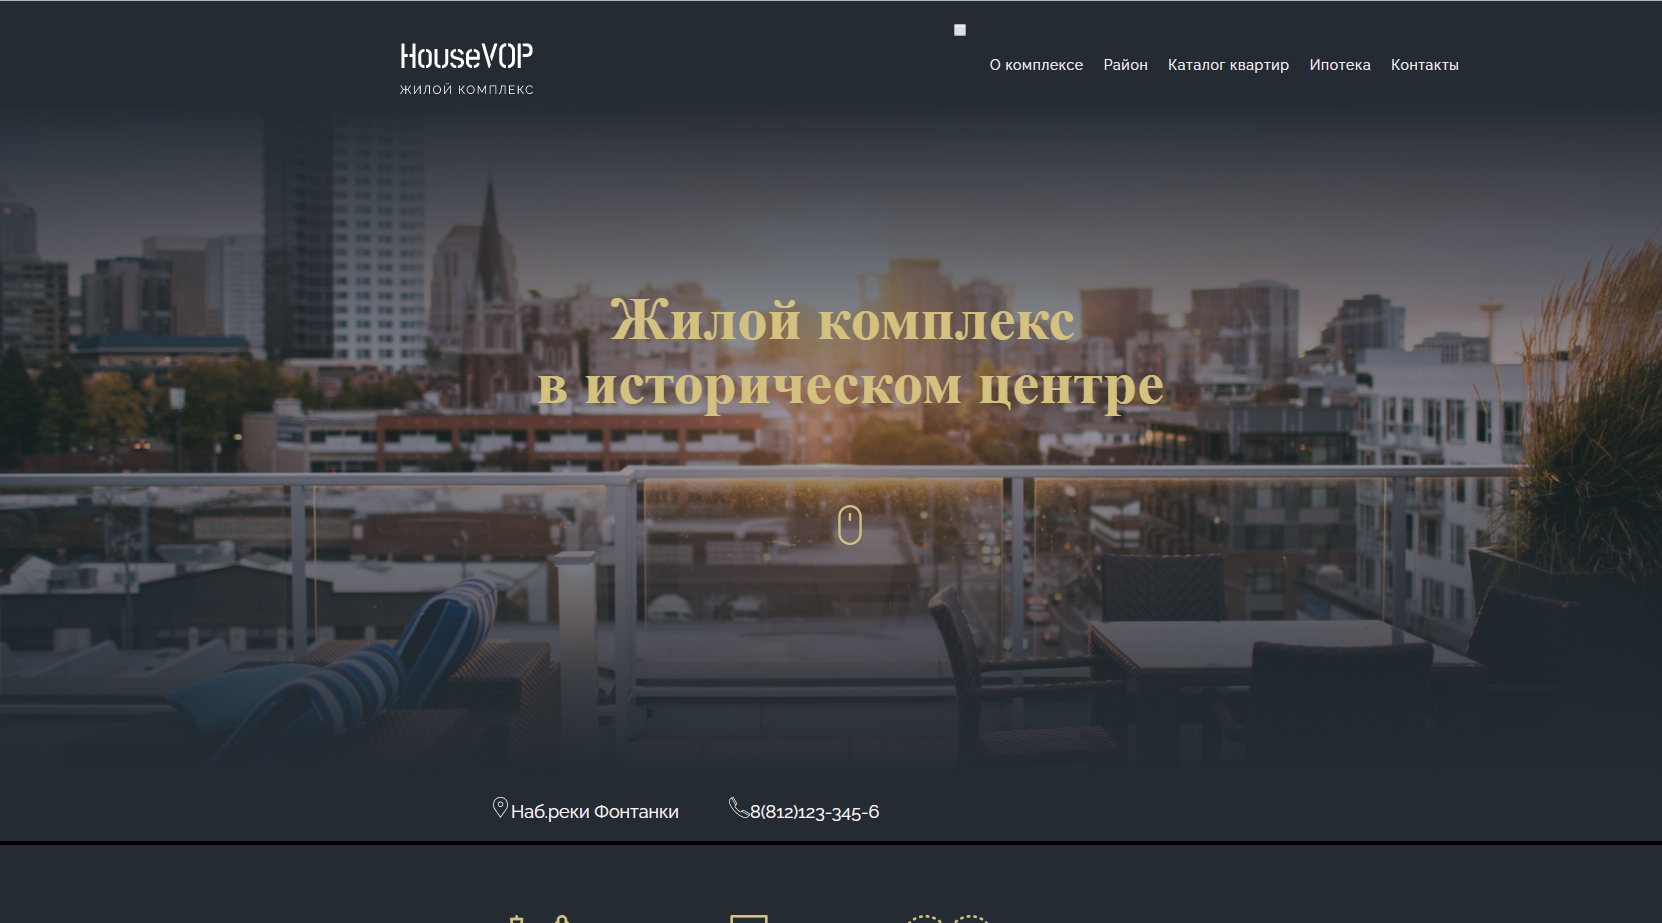 HouseVOP
ЖИЛОЙ КОМПЛЕКС
О комплексе Район Каталог квартир Ипотека Контакты
Жилой комплекс
в историческом центре
Наб.реки Фонтанки 8(812)123-345-6